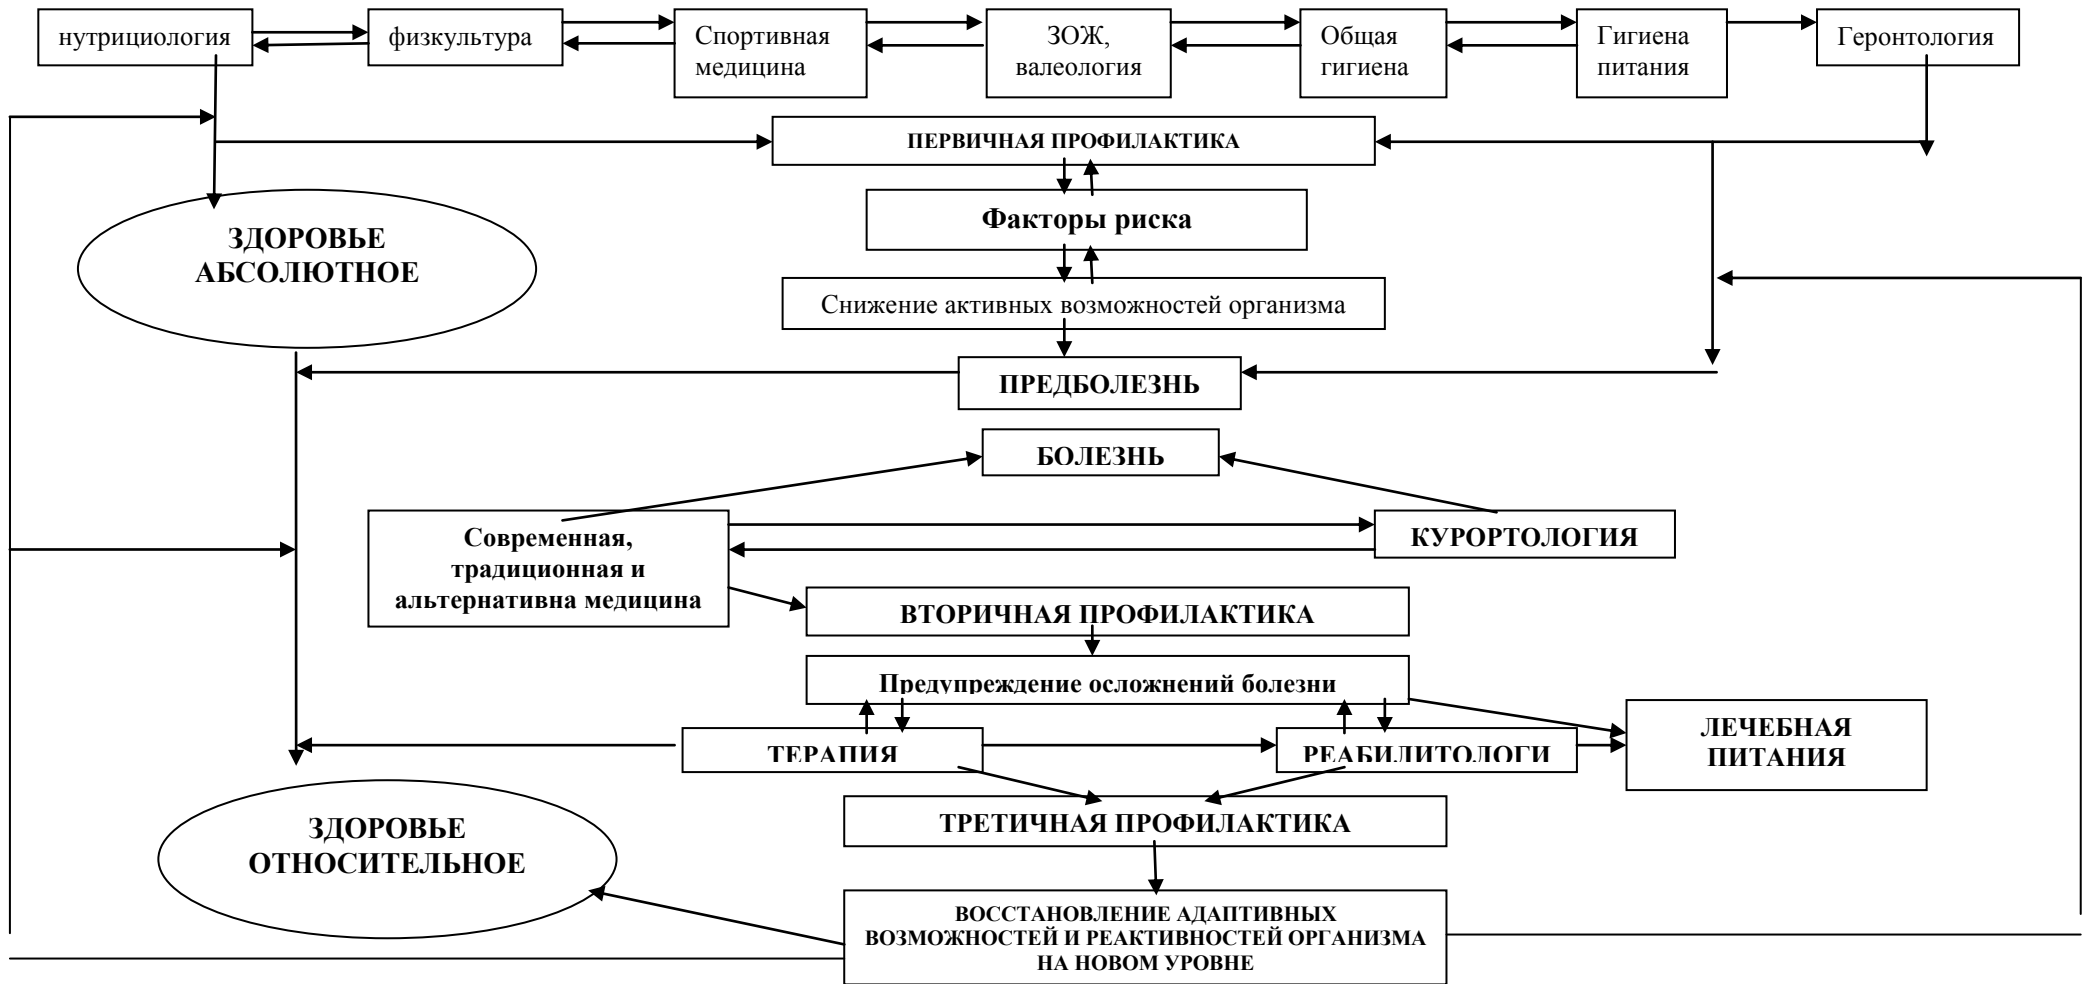 нутрициология
физкультура
Спортивная
медицина
ЗОЖ,
валеология
Общая
гигиена
Гигиена
питания
Геронтология
ПЕРВИЧНАЯ ПРОФИЛАКТИКА
Факторы риска
ЗДОРОВЬЕ
АБСОЛЮТНОЕ
Снижение активных возможностей организма
ПРЕДБОЛЕЗНЬ
БОЛЕЗНЬ
Современная,
традиционная и
альтернативна медицина
КУРОРТОЛОГИЯ
ВТОРИЧНАЯ ПРОФИЛАКТИКА
Предупреждение осложнений болезни
ТЕРАПИЯ
РЕАБИЛИТОЛОГИ
ЛЕЧЕБНАЯ
ПИТАНИЯ
ТРЕТИЧНАЯ ПРОФИЛАКТИКА
ЗДОРОВЬЕ
ОТНОСИТЕЛЬНОЕ
ВОССТАНОВЛЕНИЕ АДАПТИВНЫХ
ВОЗМОЖНОСТЕЙ И РЕАКТИВНОСТЕЙ ОРГАНИЗМА
НА НОВОМ УРОВНЕ